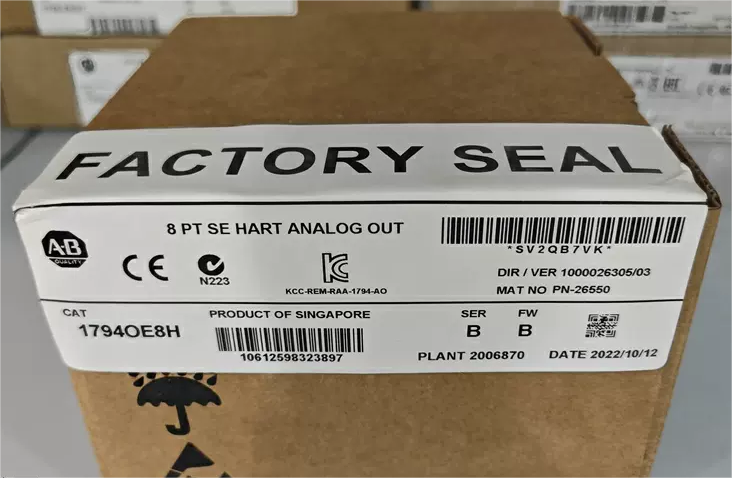 FACTORY SEAL
8 PT SE HART ANALOG OUT
*SV2QB7VK*
A-B
QUALITY
N223
KCC-REM-RAA-1794-AO
DIR / VER 1000026305/03
MAT NO PN-26550
CAT
1794OE8H
PRODUCT OF SINGAPORE
10612598323897
SER
B
FW
B
PLANT 2006870
DATE 2022/10/12